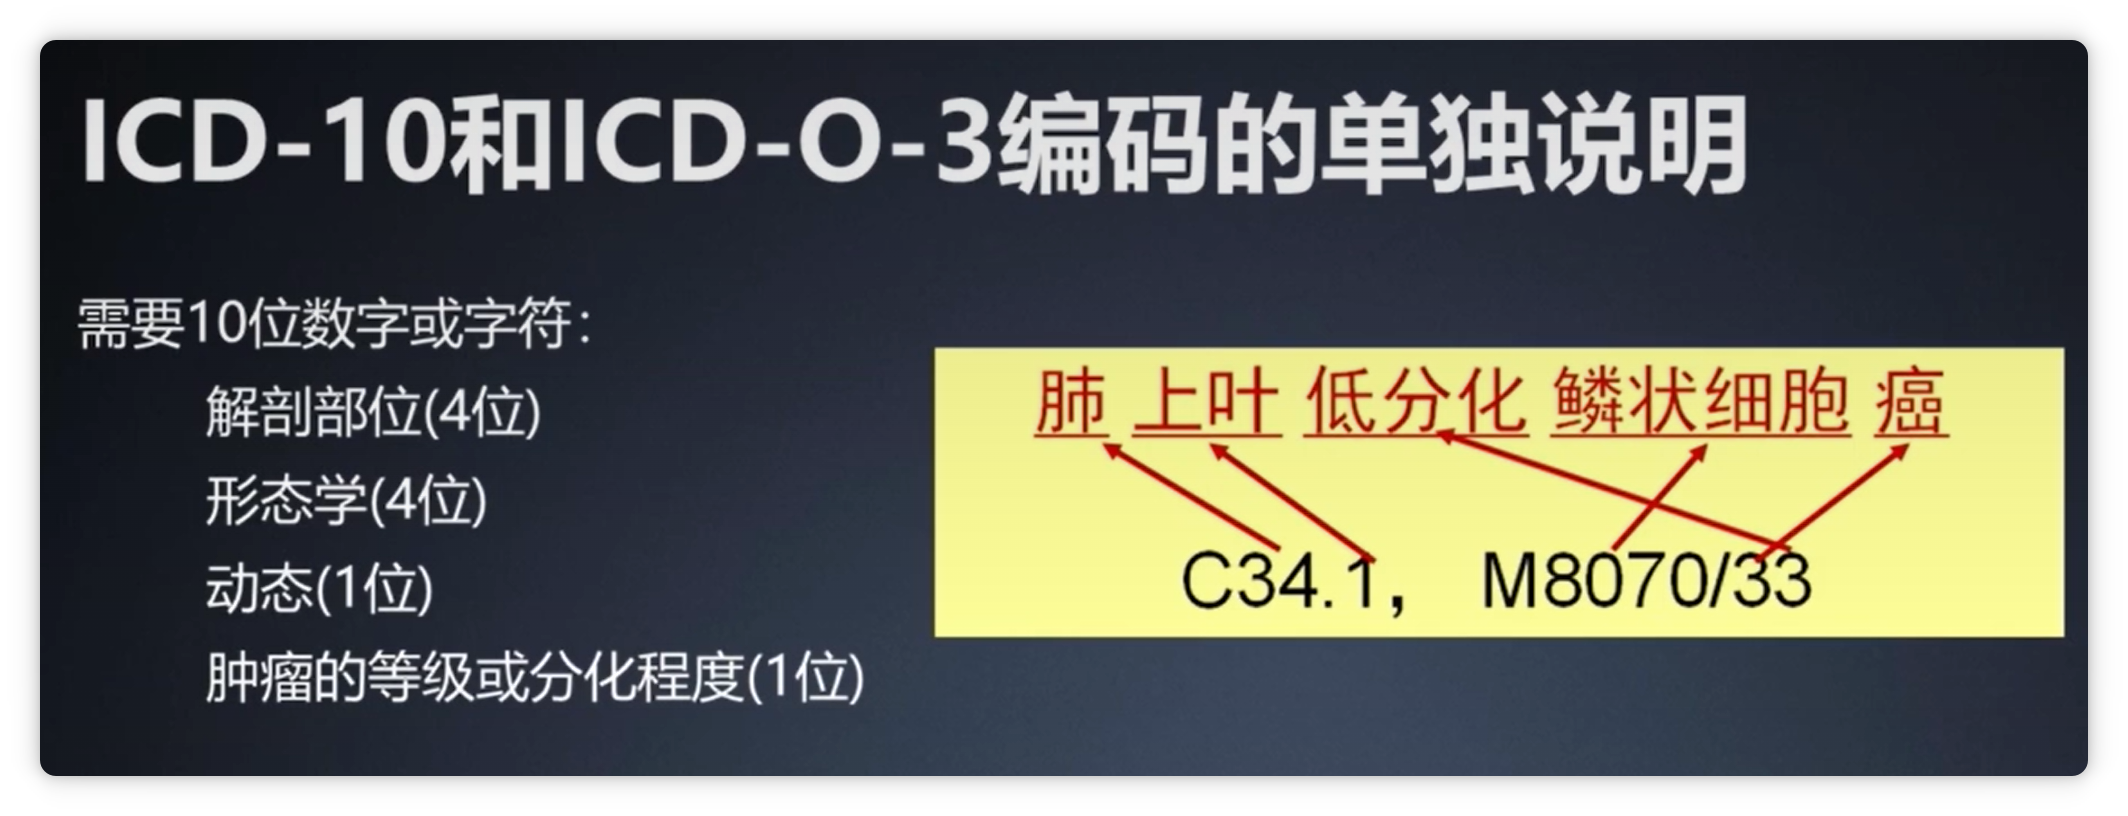 ICD-10和ICD-O-3编码的单独说明
需要10位数字或字符：
解剖部位(4位)
形态学(4位)
动态(1位)
肿瘤的等级或分化程度(1位)
肺 上叶 低分化 鳞状细胞 癌
C34.1， M8070/33